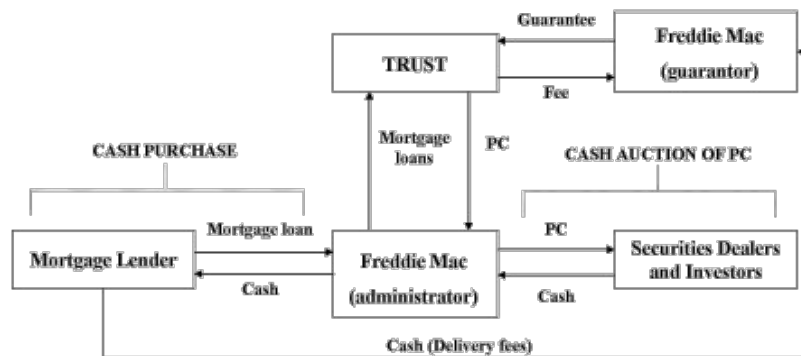 Guarantee
Freddie Mac
(guarantor)
TRUST
Fee
Mortgage
loans
PC
CASH PURCHASE
CASH AUCTION OF PC
Mortgage loan
PC
Mortgage Lender
Freddie Mac
(administrator)
Securities Dealers
and Investors
Cash
Cash
Cash (Delivery fees)